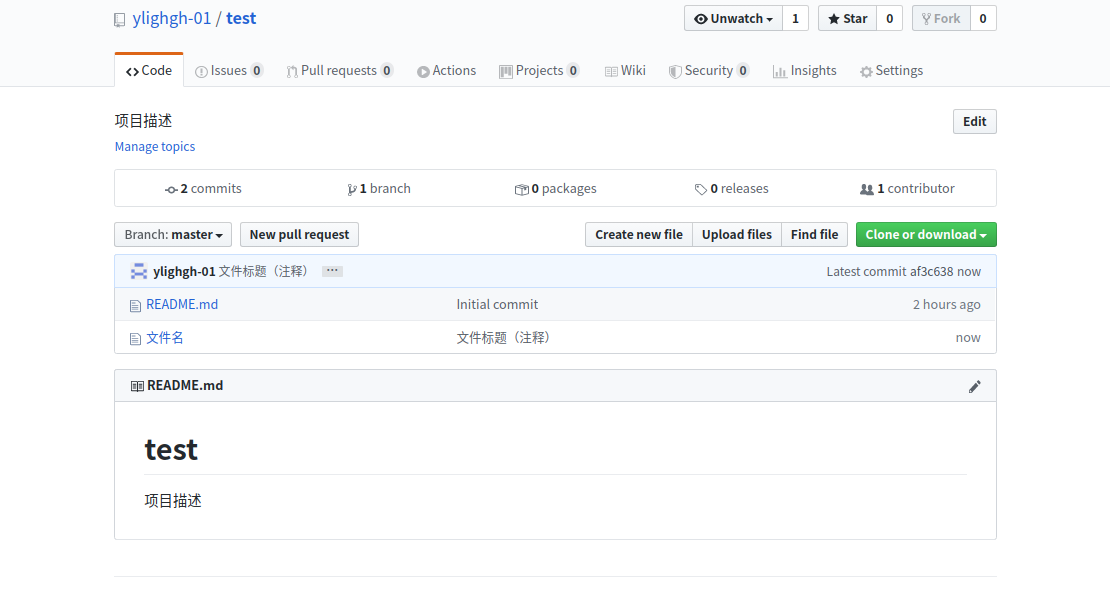 ylighgh-01 / test
Unwatch 1 Star 0 Fork 0
Code Issues 0 Pull requests 0 Actions Projects 0 Wiki Security 0 Insights Settings
项目描述 Edit
Manage topics
2 commits 1 branch 0 packages 0 releases 1 contributor
Branch: master New pull request Create new file Upload files Find file Clone or download
ylighgh-01 文件标题（注释） ... Latest commit af3c638 now
README.md Initial commit 2 hours ago
文件名 文件标题（注释） now
README.md
test
项目描述